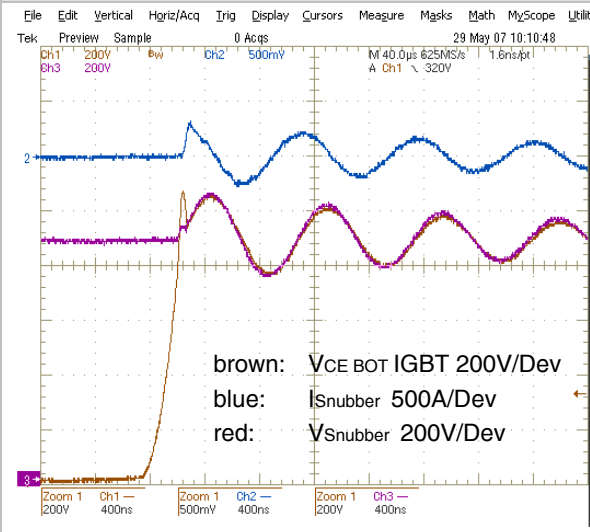 File Edit Vertical Horiz/Acq Trig Display Cursors Measure Masks Math MyScope Utilit
Tek Preview Sample 0 Acqs 29 May 07 10:10:48
Ch1 200V Bw Ch2 500mV M 40.0µs 625MS/s 1.6ns/pt
Ch3 200V A Ch1 ∖ 320V
2
brown: VCE BOT IGBT 200V/Dev
blue: ISnubber 500A/Dev
red: VSnubber 200V/Dev
3
Zoom 1 Ch1 Zoom 1 Ch2 Zoom 1 Ch3
200V 400ns 500mV 400ns 200V 400ns